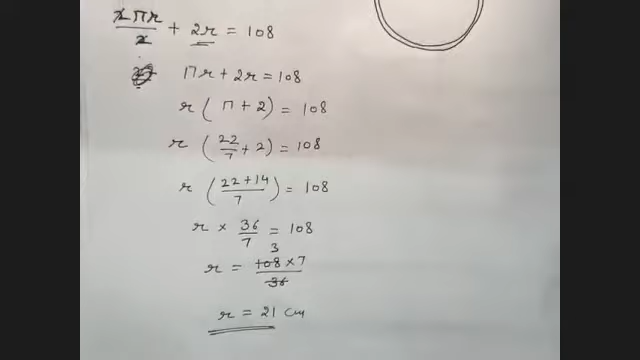 2πr/2 + 2r = 108
πr + 2r = 108
r ( π + 2 ) = 108
r ( 22/7 + 2 ) = 108
r ( 22 + 14/7 ) = 108
r × 36/7 = 108
3
r = 108 × 7/36
r = 21 cm